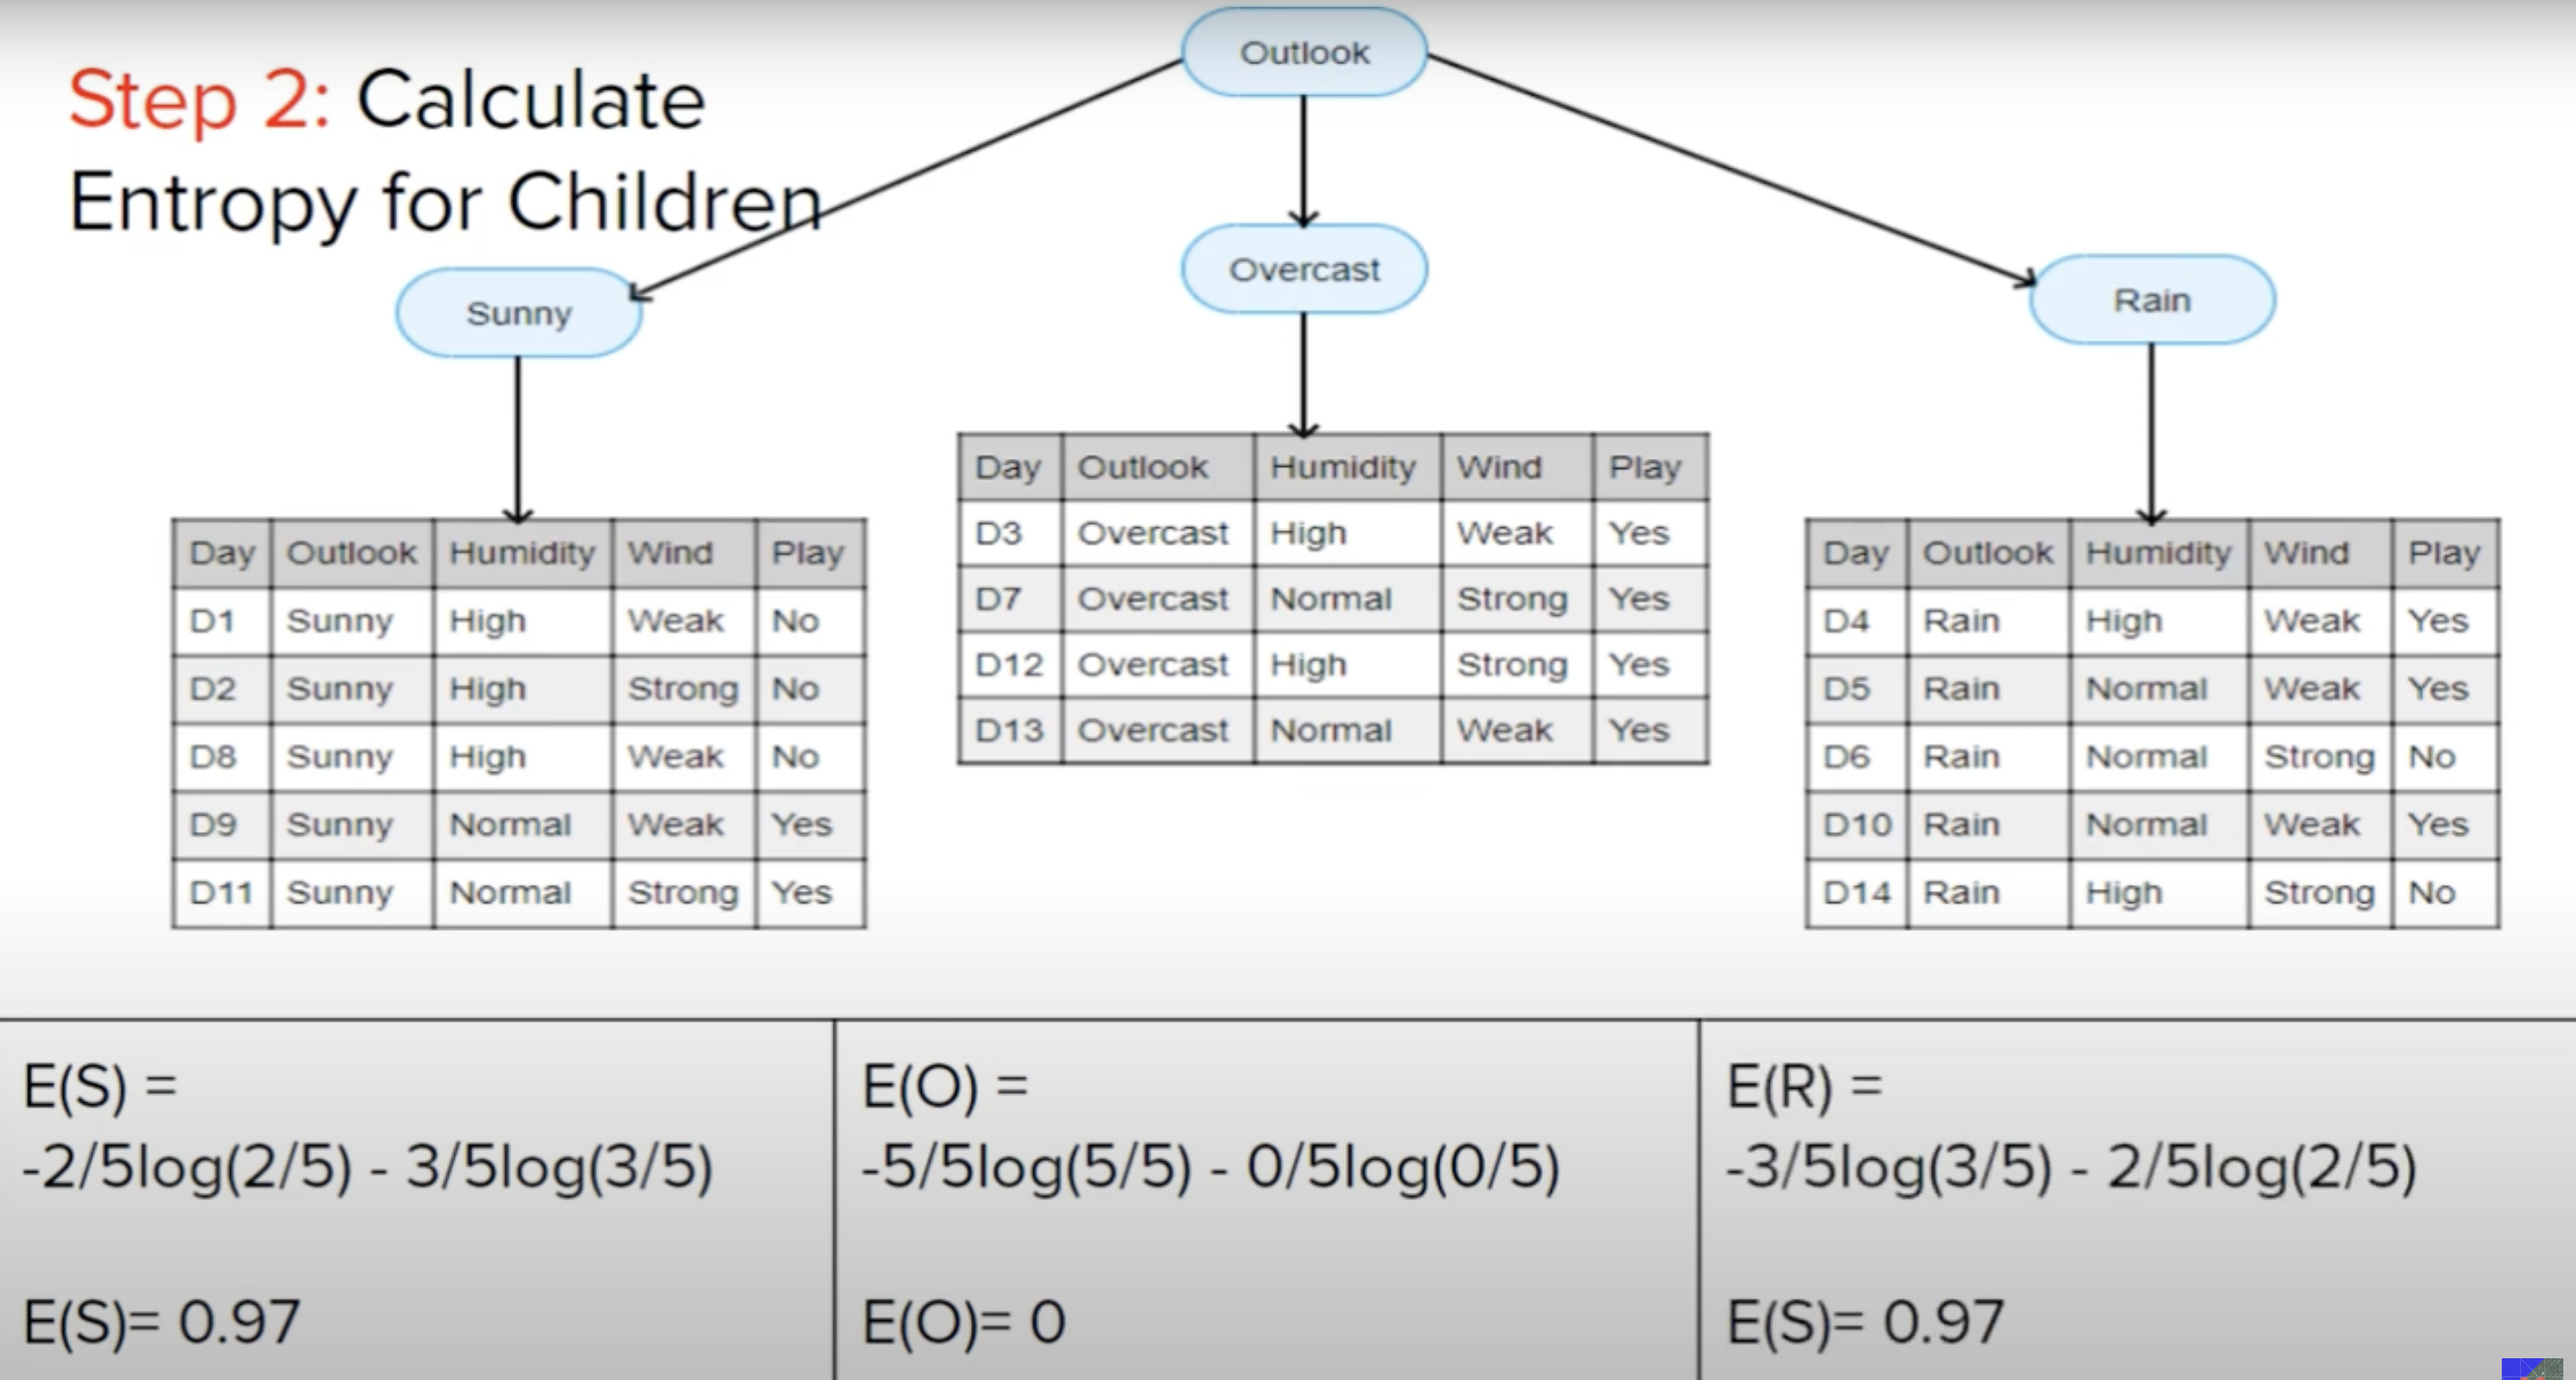 Outlook
Step 2: Calculate
Entropy for Children
Sunny
Overcast
Rain
Day Outlook Humidity Wind Play
D1 Sunny High Weak No
D2 Sunny High Strong No
D8 Sunny High Weak No
D9 Sunny Normal Weak Yes
D11 Sunny Normal Strong Yes
Day Outlook Humidity Wind Play
D3 Overcast High Weak Yes
D7 Overcast Normal Strong Yes
D12 Overcast High Strong Yes
D13 Overcast Normal Weak Yes
Day Outlook Humidity Wind Play
D4 Rain High Weak Yes
D5 Rain Normal Weak Yes
D6 Rain Normal Strong No
D10 Rain Normal Weak Yes
D14 Rain High Strong No
E(S) =
-2/5log(2/5) - 3/5log(3/5)
E(S)= 0.97
E(O) =
-5/5log(5/5) - 0/5log(0/5)
E(O)= 0
E(R) =
-3/5log(3/5) - 2/5log(2/5)
E(S)= 0.97